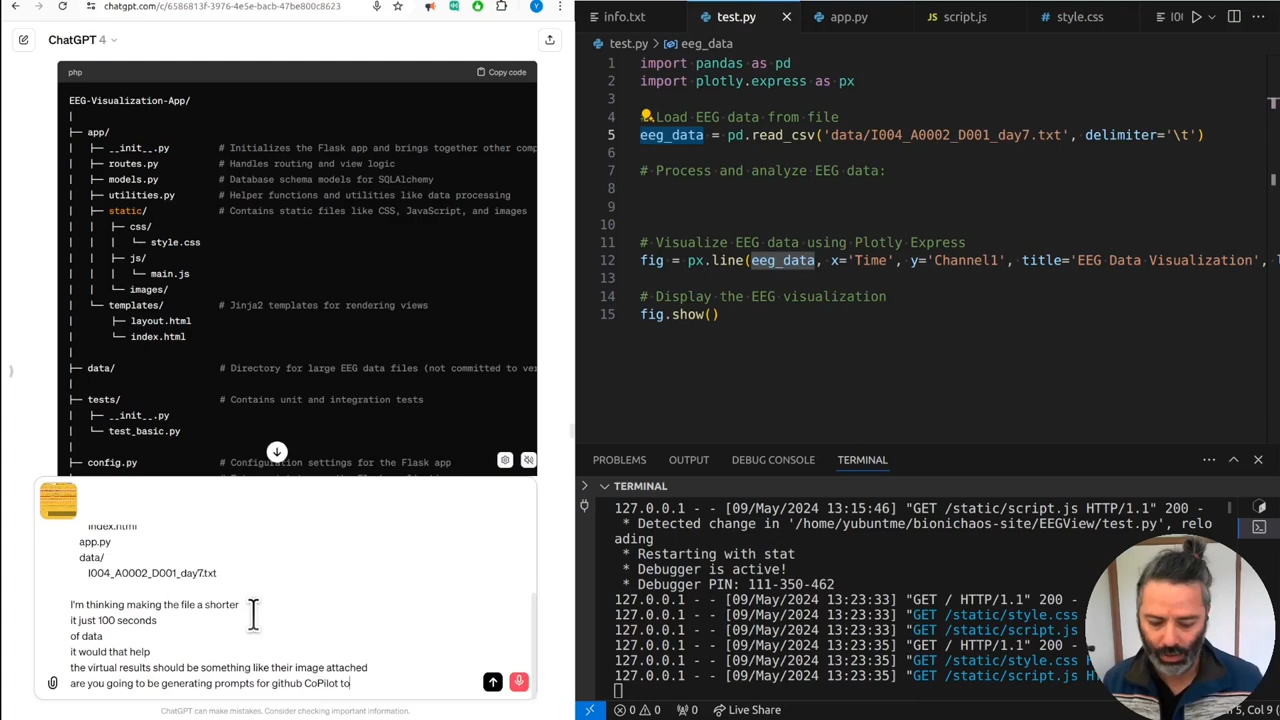 chatgpt.com/c/6586813f-3976-4e5e-bacb-47be800c8623
Y
ChatGPT 4
php
Copy code
EEG-Visualization-App/
|
├── app/
| ├── __init__.py # Initializes the Flask app and brings together other comp
| ├── routes.py # Handles routing and view logic
| ├── models.py # Database schema models for SQLAlchemy
| ├── utilities.py # Helper functions and utilities like data processing
| ├── static/ # Contains static files like CSS, JavaScript, and images
| | ├── css/
| | | └── style.css
| | ├── js/
| | | └── main.js
| | └── images/
| └── templates/ # Jinja2 templates for rendering views
| ├── layout.html
| └── index.html
|
├── data/ # Directory for large EEG data files (not committed to ver
|
├── tests/ # Contains unit and integration tests
| ├── __init__.py
| └── test_basic.py
|
├── config.py # Configuration settings for the Flask app
index.html
app.py
data/
I004_A0002_D001_day7.txt
I'm thinking making the file a shorter
it just 100 seconds
of data
it would that help
the virtual results should be something like their image attached
are you going to be generating prompts for github CoPilot to
ChatGPT can make mistakes. Consider checking important information.
info.txt test.py app.py JS script.js # style.css
test.py > eeg_data
1 import pandas as pd
2 import plotly.express as px
3
4 Load EEG data from file
5 eeg_data = pd.read_csv('data/I004_A0002_D001_day7.txt', delimiter='\t')
6
7 # Process and analyze EEG data:
8
9
10
11 # Visualize EEG data using Plotly Express
12 fig = px.line(eeg_data, x='Time', y='Channel1', title='EEG Data Visualization', l
13
14 # Display the EEG visualization
15 fig.show()
PROBLEMS OUTPUT DEBUG CONSOLE TERMINAL
TERMINAL
127.0.0.1 - - [09/May/2024 13:15:46] "GET /static/script.js HTTP/1.1" 200 -
* Detected change in '/home/yubuntme/bionichaos-site/EEGView/test.py', relo
ading
* Restarting with stat
* Debugger is active!
* Debugger PIN: 111-350-462
127.0.0.1 - - [09/May/2024 13:23:33] "GET / HTTP/1.1" 200 -
127.0.0.1 - - [09/May/2024 13:23:33] "GET /static/style.css
127.0.0.1 - - [09/May/2024 13:23:33] "GET /static/script.js
127.0.0.1 - - [09/May/2024 13:23:35] "GET / HTTP/1.1" 200
127.0.0.1 - - [09/May/2024 13:23:35] "GET /static/style.css
127.0.0.1 - - [09/May/2024 13:23:35] "GET /static/script.js
0 0 0 Live Share
5, Col 9 (